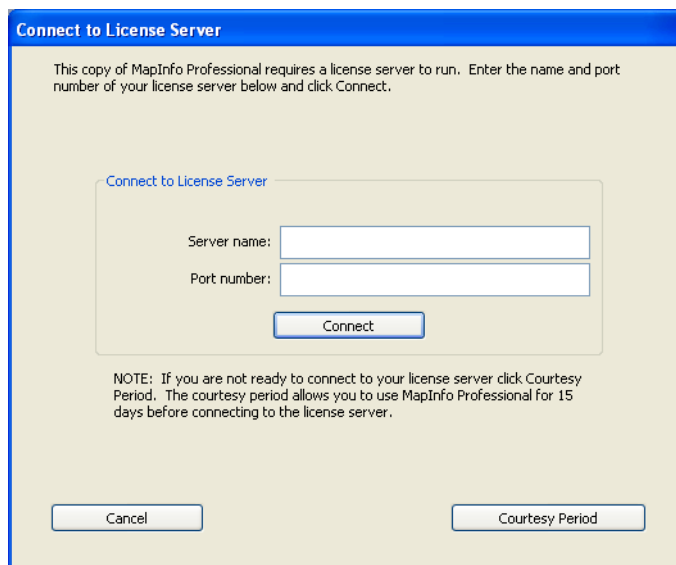 Connect to License Server
This copy of MapInfo Professional requires a license server to run.  Enter the name and port
number of your license server below and click Connect.
Connect to License Server
Server name:
Port number:
Connect
NOTE:  If you are not ready to connect to your license server click Courtesy
Period.  The courtesy period allows you to use MapInfo Professional for 15
days before connecting to the license server.
Cancel
Courtesy Period